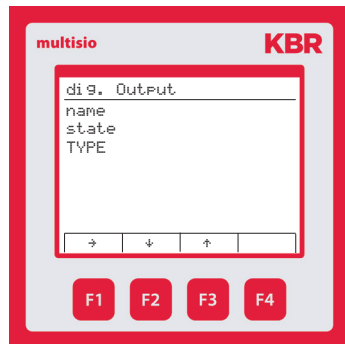 multisio KBR
dig. Output
name
state
TYPE
→ ↓ ↑
F1 F2 F3 F4